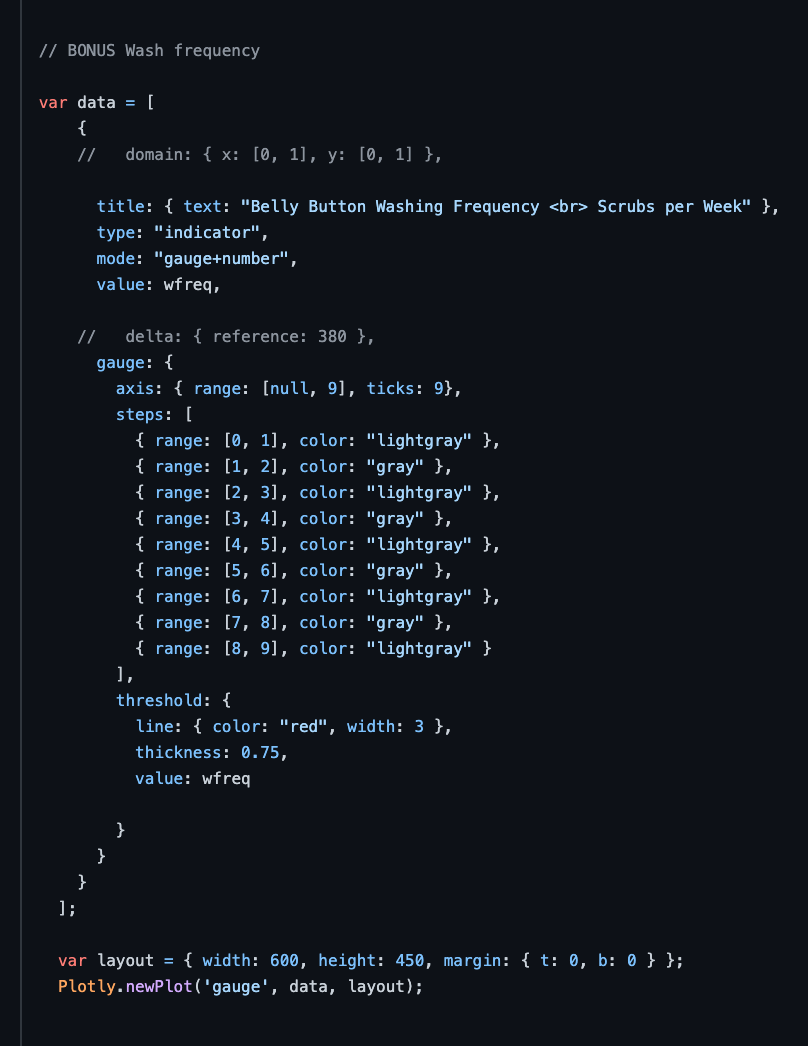 // BONUS Wash frequency
var data = [
    {
    //   domain: { x: [0, 1], y: [0, 1] },
      title: { text: "Belly Button Washing Frequency <br> Scrubs per Week" },
      type: "indicator",
      mode: "gauge+number",
      value: wfreq,
    //   delta: { reference: 380 },
      gauge: {
        axis: { range: [null, 9], ticks: 9},
        steps: [
          { range: [0, 1], color: "lightgray" },
          { range: [1, 2], color: "gray" },
          { range: [2, 3], color: "lightgray" },
          { range: [3, 4], color: "gray" },
          { range: [4, 5], color: "lightgray" },
          { range: [5, 6], color: "gray" },
          { range: [6, 7], color: "lightgray" },
          { range: [7, 8], color: "gray" },
          { range: [8, 9], color: "lightgray" }
        ],
        threshold: {
          line: { color: "red", width: 3 },
          thickness: 0.75,
          value: wfreq
        }
      }
    }
  ];
  var layout = { width: 600, height: 450, margin: { t: 0, b: 0 } };
  Plotly.newPlot('gauge', data, layout);